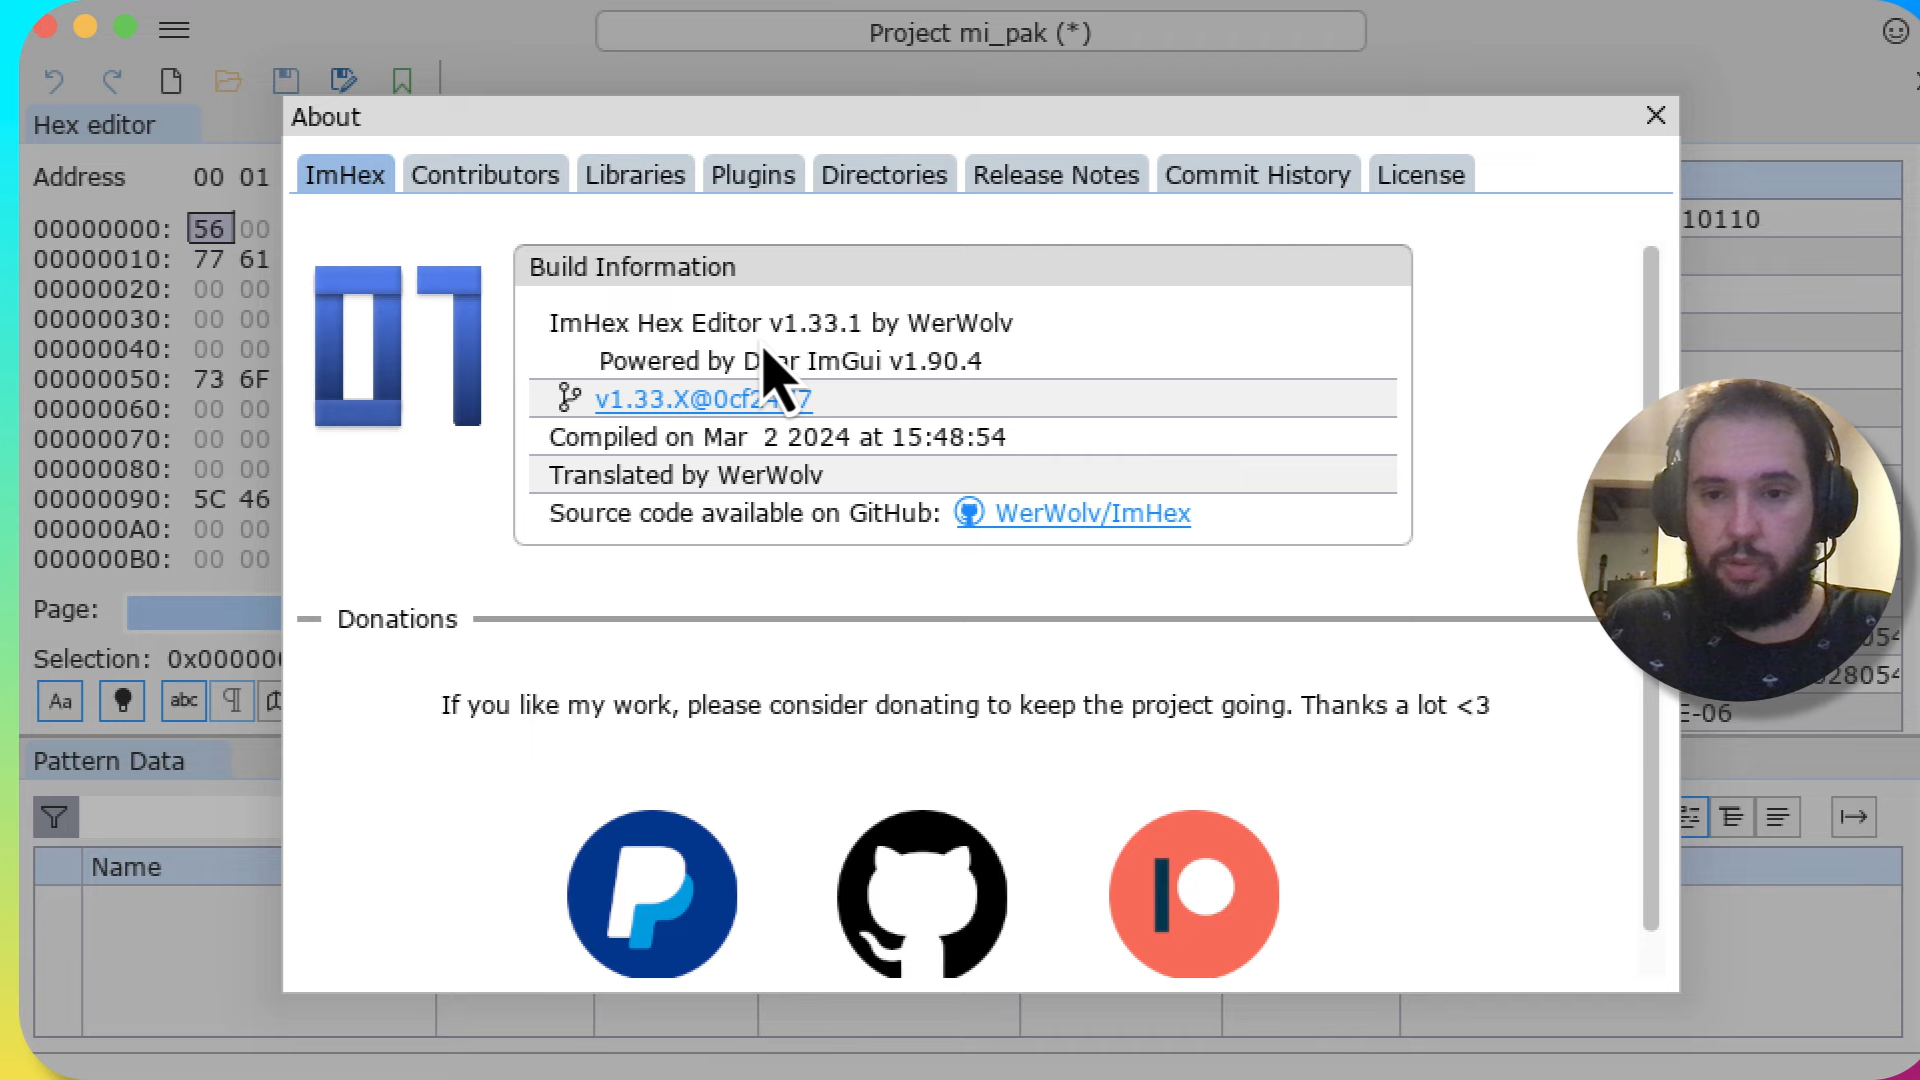 Project mi_pak (*)
Hex editor
About
ImHex Contributors Libraries Plugins Directories Release Notes Commit History License
Address 00 01
00000000: 56 00
10110
00000010: 77 61
00000020: 00 00
00000030: 00 00
00000040: 00 00
00000050: 73 6F
00000060: 00 00
00000070: 00 00
00000080: 00 00
00000090: 5C 46
000000A0: 00 00
000000B0: 00 00
Build Information
ImHex Hex Editor v1.33.1 by WerWolv
Powered by ImGui v1.90.4
Compiled on Mar 2 2024 at 15:48:54
Translated by WerWolv
Source code available on GitHub: WerWolv/ImHex
Page:
Donations
Selection: 0x00000
If you like my work, please consider donating to keep the project going. Thanks a lot <3
Aa abc
28054
E-06
Pattern Data
Name